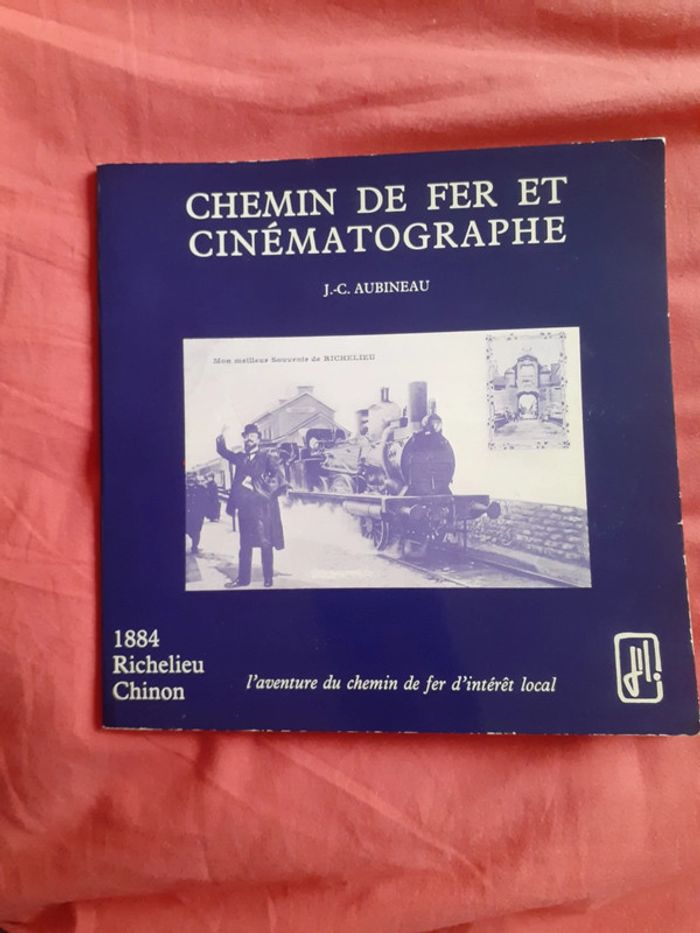 CHEMIN DE FER ET
CINÉMATOGRAPHE
J.-C. AUBINEAU
Mon meilleur Souvenir de RICHELIEU
1884
Richelieu
Chinon
l'aventure du chemin de fer d'intérêt local